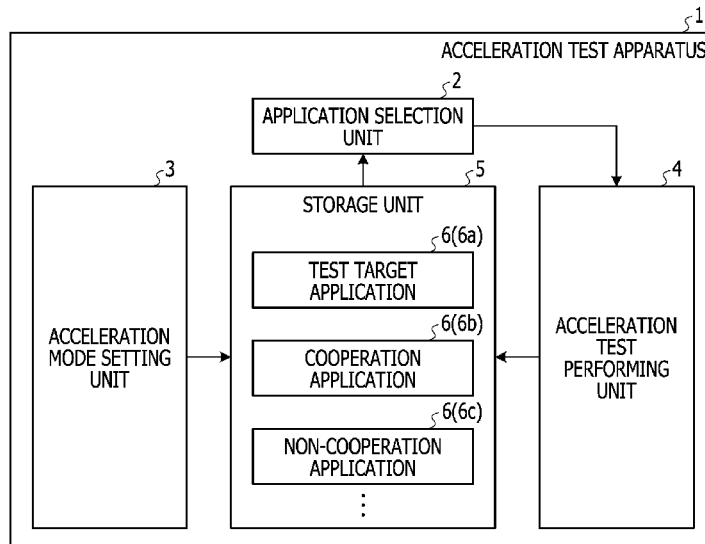 1
ACCELERATION TEST APPARATUS
2
APPLICATION SELECTION
UNIT
3
ACCELERATION
MODE SETTING
UNIT
5
STORAGE UNIT
6(6a)
TEST TARGET
APPLICATION
6(6b)
COOPERATION
APPLICATION
6(6c)
NON-COOPERATION
APPLICATION
4
ACCELERATION
TEST
PERFORMING
UNIT